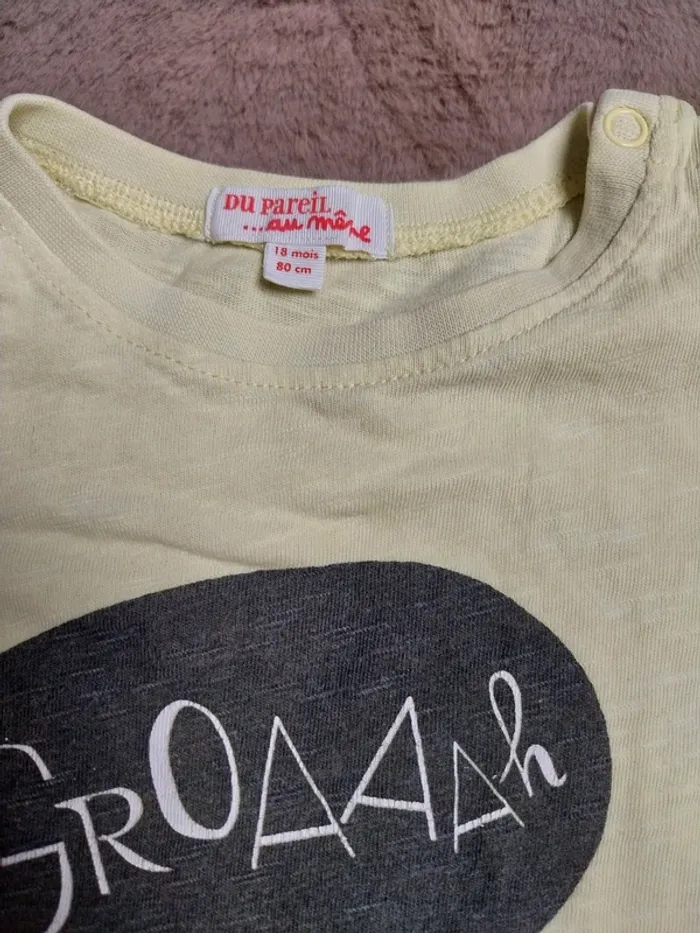 DU PAREIL
...au même
18 mois
80 cm
GROAAAh